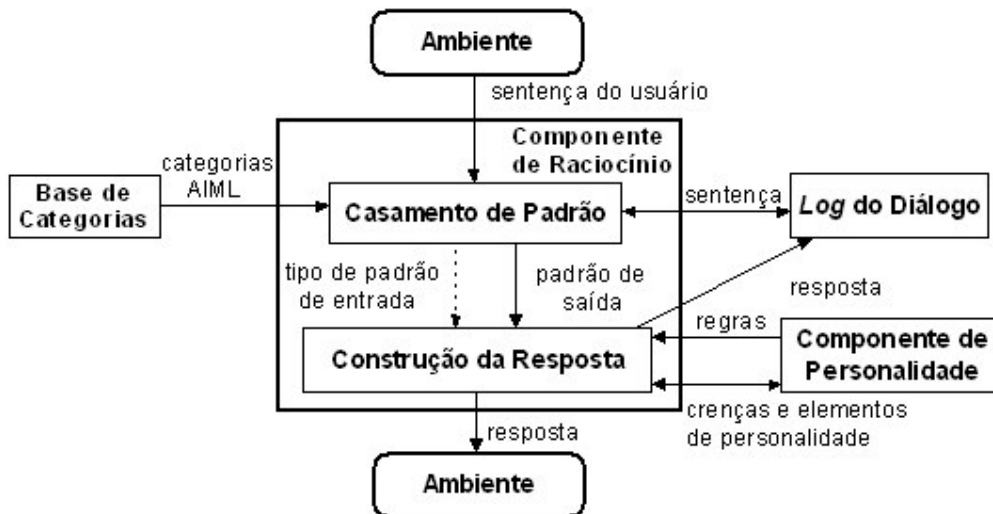 Ambiente
sentença do usuário
Componente
de Raciocínio
categorias
AIML
Base de
Categorias
Casamento de Padrão
sentença
Log do Diálogo
tipo de padrão
de entrada
padrão de
saída
resposta
regras
Construção da Resposta
Componente de
Personalidade
crenças e elementos
de personalidade
resposta
Ambiente